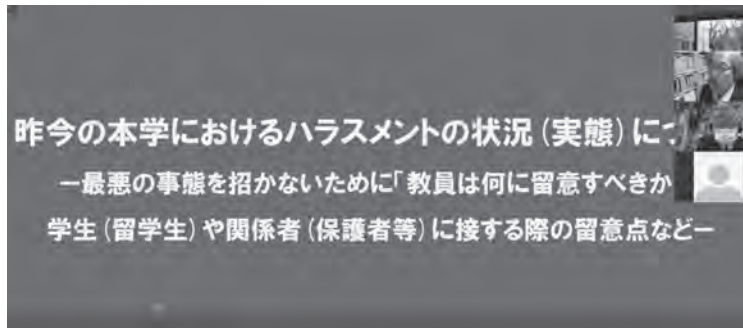 昨今の本学におけるハラスメントの状況(実態)につ
ー最悪の事態を招かないために「教員は何に留意すべきか
学生(留学生)や関係者(保護者等)に接する際の留意点などー